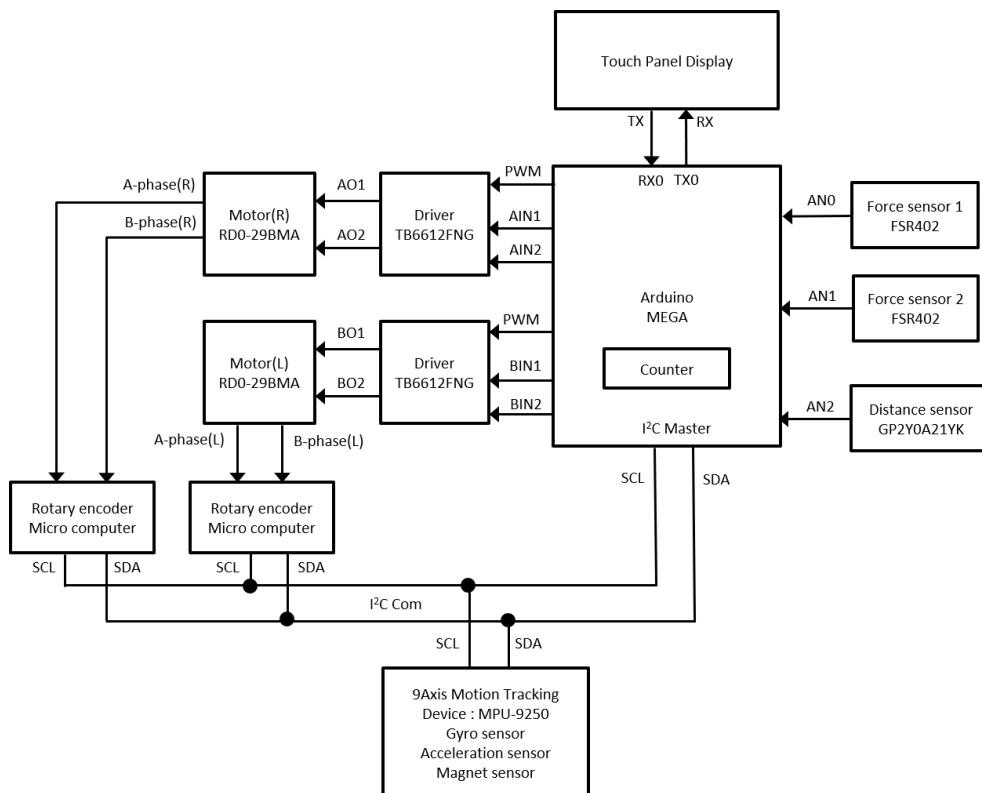 Touch Panel Display
TX
RX
RX0
TX0
A-phase(R)
B-phase(R)
Motor(R)
RD0-29BMA
AO1
AO2
Driver
TB6612FNG
PWM
AIN1
AIN2
Arduino
MEGA
Counter
I²C Master
AN0
Force sensor 1
FSR402
AN1
Force sensor 2
FSR402
AN2
Distance sensor
GP2Y0A21YK
Motor(L)
RD0-29BMA
BO1
BO2
Driver
TB6612FNG
PWM
BIN1
BIN2
A-phase(L)
B-phase(L)
SCL
SDA
Rotary encoder
Micro computer
Rotary encoder
Micro computer
SCL
SDA
SCL
SDA
I²C Com
SCL
SDA
9Axis Motion Tracking
Device : MPU-9250
Gyro sensor
Acceleration sensor
Magnet sensor